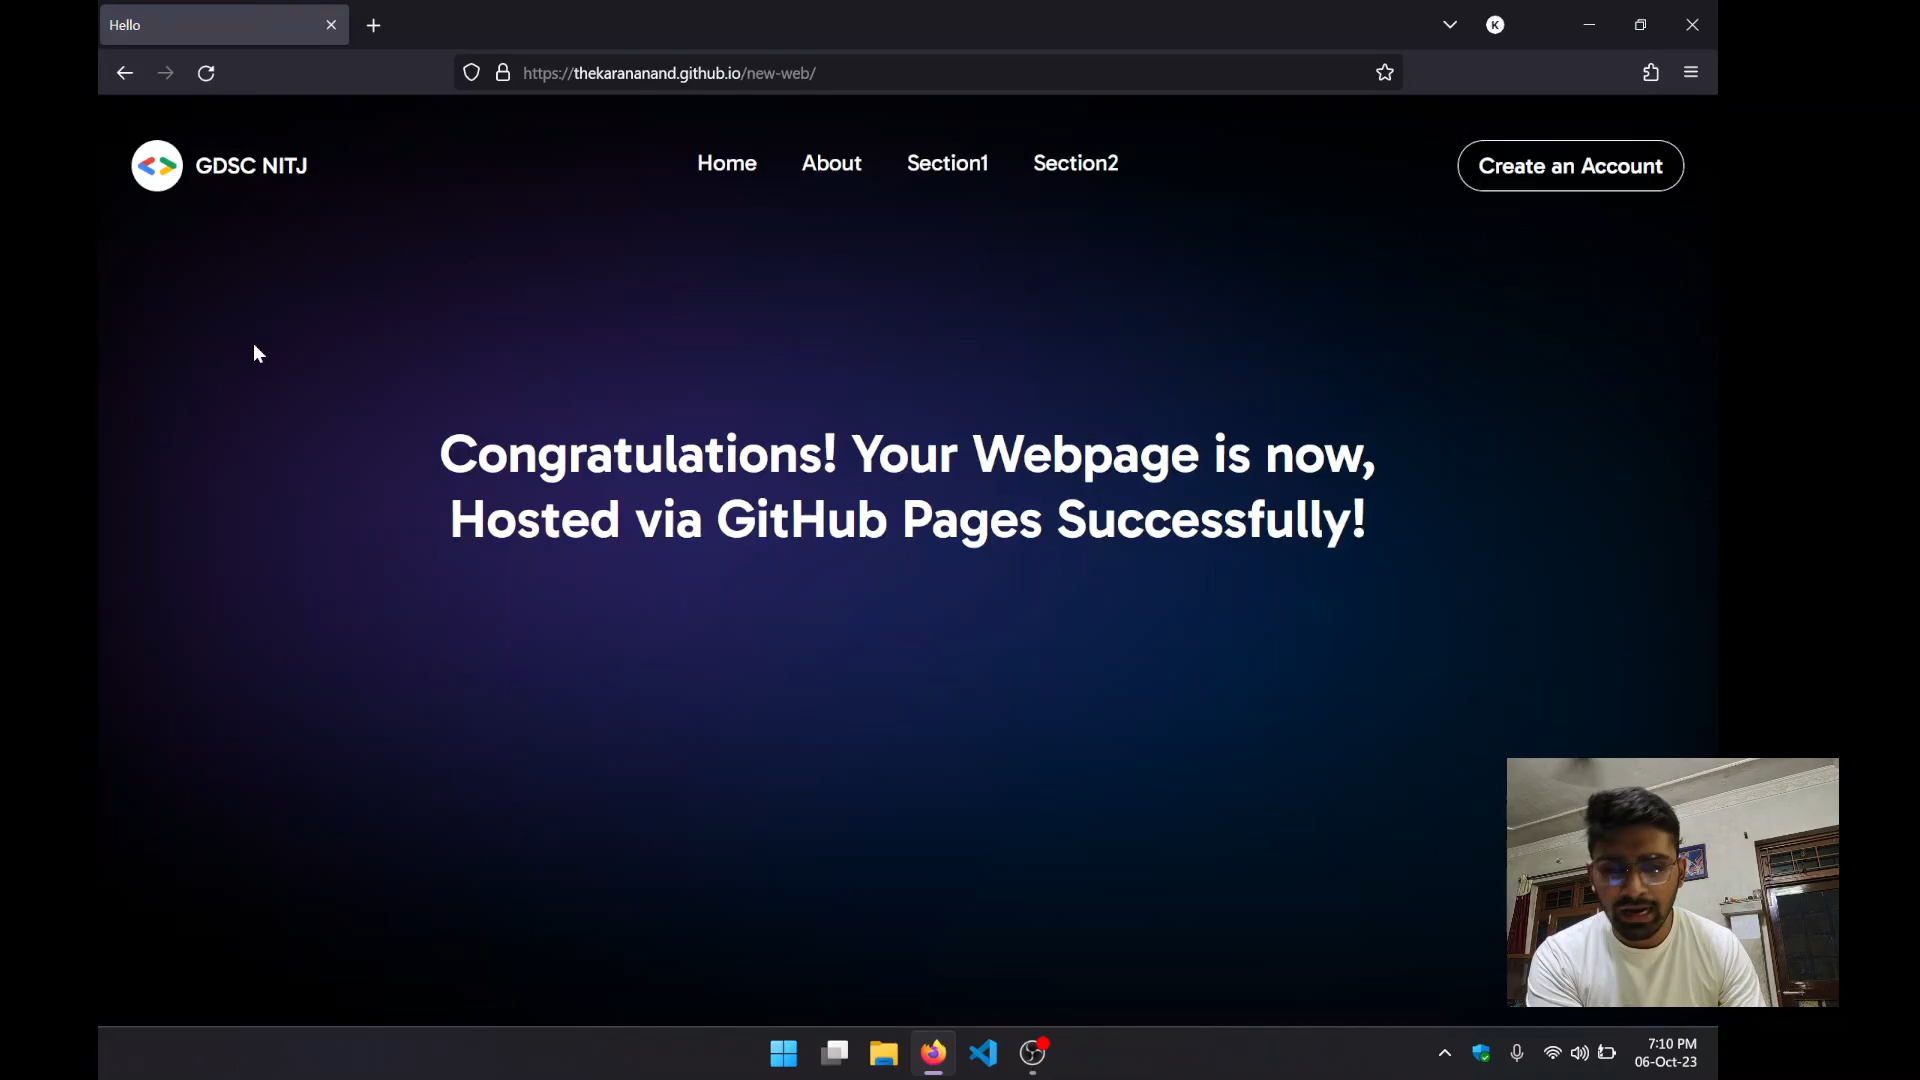 Hello
K
https://thekarananand.github.io/new-web/
GDSC NITJ
Home
About
Section1
Section2
Create an Account
Congratulations! Your Webpage is now,
Hosted via GitHub Pages Successfully!
7:10 PM
06-Oct-23